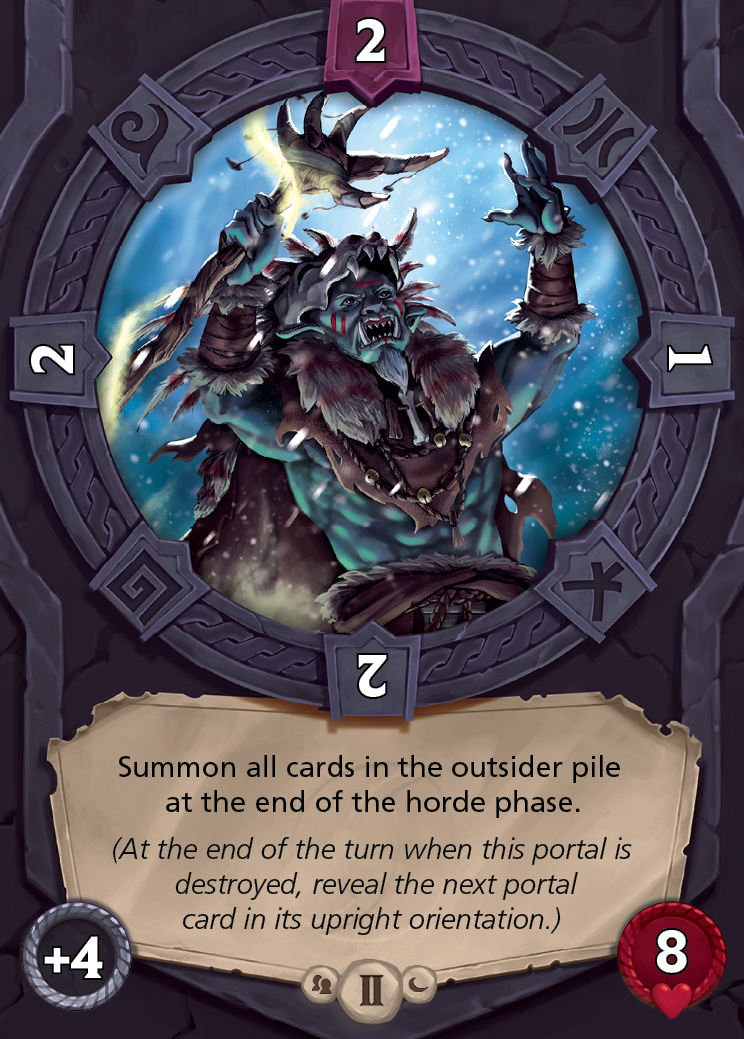 2
2
1
2
Summon all cards in the outsider pile
at the end of the horde phase.
(At the end of the turn when this portal is
destroyed, reveal the next portal
card in its upright orientation.)
+4
8
II